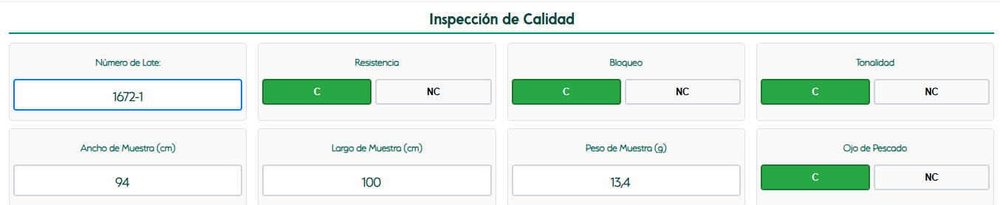 Inspección de Calidad
Número de Lote: Resistencia Bloqueo Tonalidad
1672-1 C NC C NC C NC
Ancho de Muestra (cm) Largo de Muestra (cm) Peso de Muestra (g) Ojo de Pescado
94 100 13,4 C NC